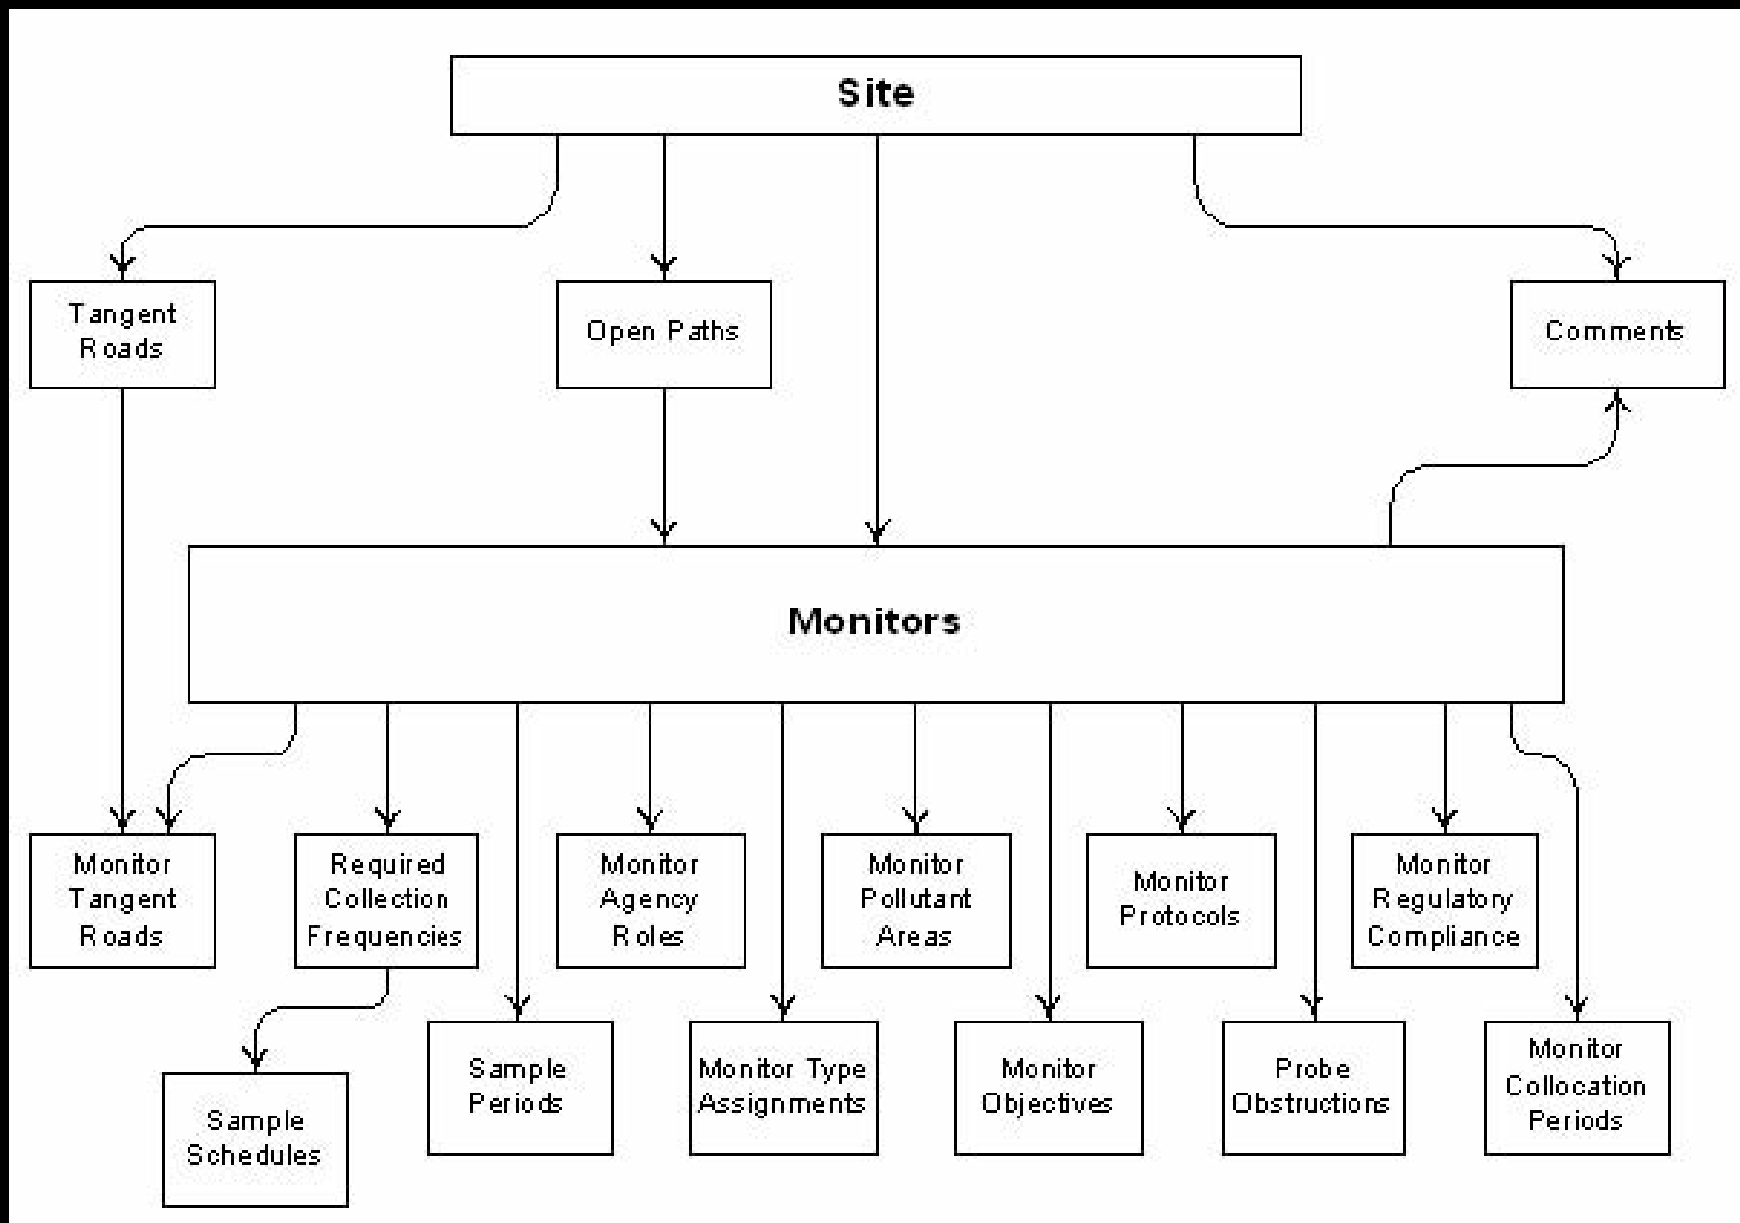 Site
Tangent
Roads
Open Paths
Comments
Monitors
Monitor
Tangent
Roads
Required
Collection
Frequencies
Monitor
Agency
Roles
Monitor
Pollutant
Areas
Monitor
Protocols
Monitor
Regulatory
Compliance
Sample
Schedules
Sample
Periods
Monitor Type
Assignments
Monitor
Objectives
Probe
Obstructions
Monitor
Collocation
Periods